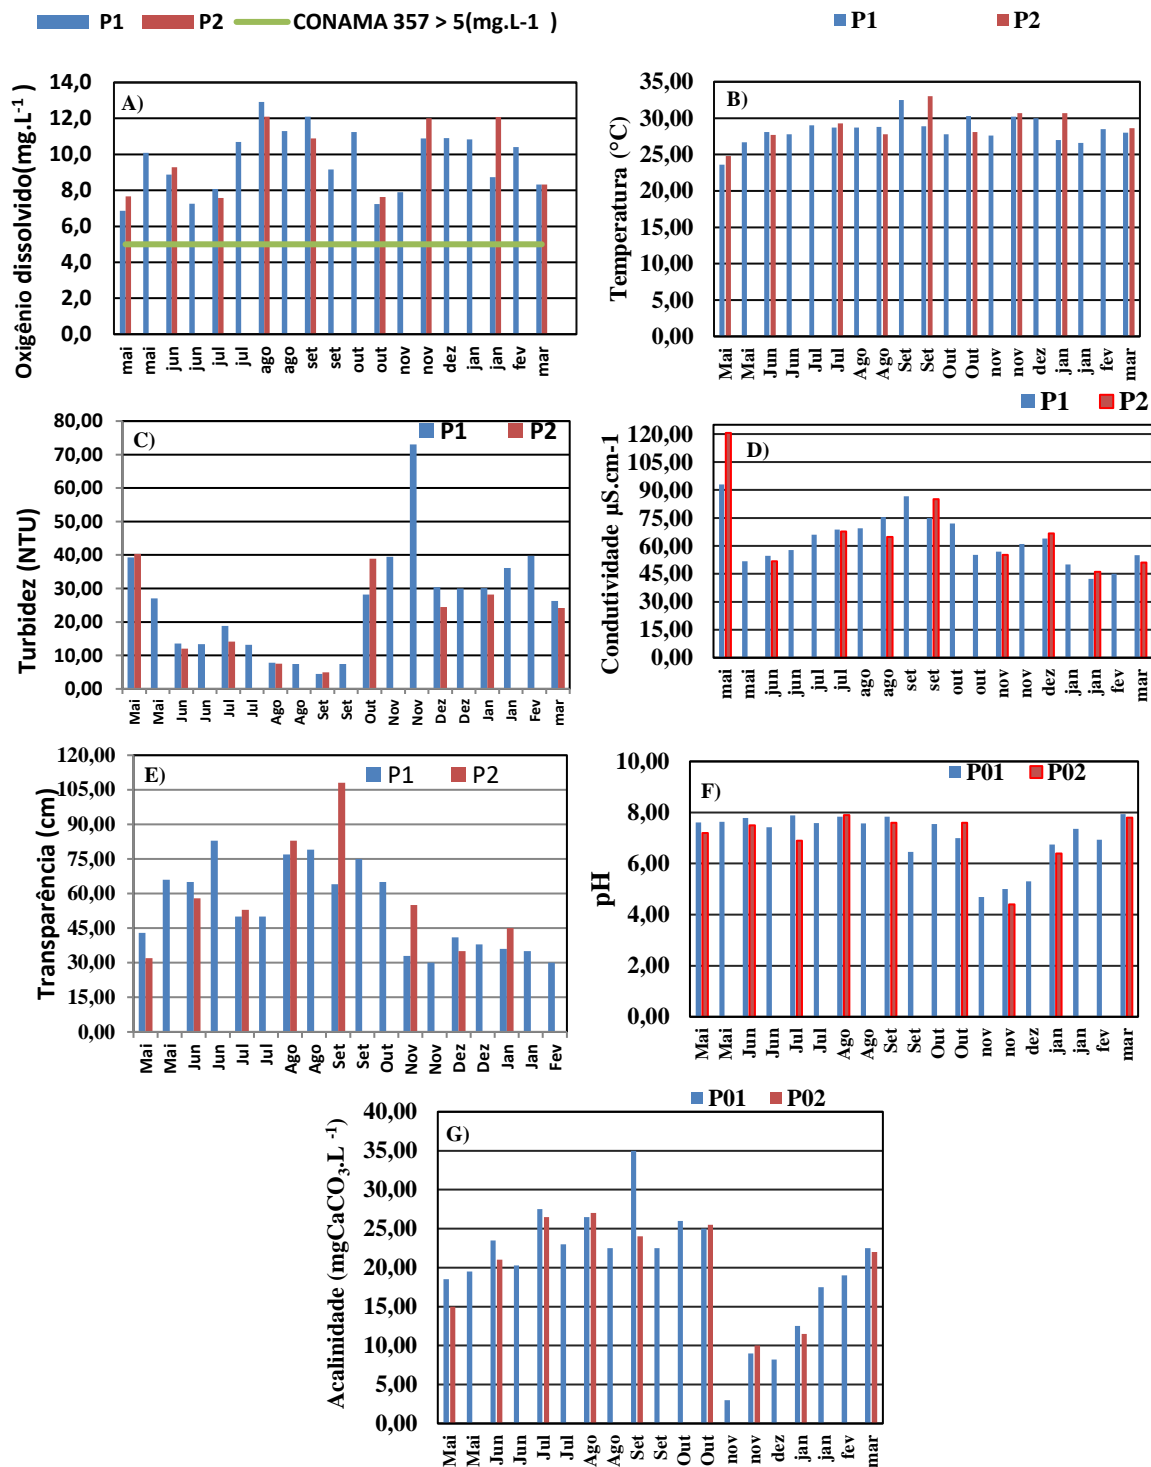 P1 P2 CONAMA 357 > 5(mg.L-1 )
P1 P2
A)
Oxigênio dissolvido(mg.L-1)
14,0
12,0
10,0
8,0
6,0
4,0
2,0
0,0
mai mai jun jun jul jul ago ago set set out out nov nov dez jan jan fev mar
B)
Temperatura (°C)
35,00
30,00
25,00
20,00
15,00
10,00
5,00
0,00
Mai Mai Jun Jun Jul Jul Ago Ago Set Set Out Out nov nov dez jan jan fev mar
C)
P1 P2
Turbidez (NTU)
80,00
70,00
60,00
50,00
40,00
30,00
20,00
10,00
0,00
Mai Mai Jun Jun Jul Jul Ago Ago Set Set Out Nov Nov Dez Dez Jan Jan Fev mar
P1 P2
D)
Condutividade µS.cm-1
120,00
105,00
90,00
75,00
60,00
45,00
30,00
15,00
0,00
mai mai jun jun jul jul ago ago set set out out nov nov dez jan jan fev mar
E)
P1 P2
Transparência (cm)
120,00
105,00
90,00
75,00
60,00
45,00
30,00
15,00
0,00
Mai Mai Jun Jun Jul Jul Ago Ago Set Set Out Nov Nov Dez Dez Jan Jan Fev
P01 P02
F)
pH
10,00
8,00
6,00
4,00
2,00
0,00
Mai Mai Jun Jun Jul Jul Ago Ago Set Set Out Out nov nov dez jan jan fev mar
P01 P02
G)
Acalinidade (mgCaCO3.L -1)
40,00
35,00
30,00
25,00
20,00
15,00
10,00
5,00
0,00
Mai Mai Jun Jun Jul Jul Ago Ago Set Set Out Out nov nov dez jan jan fev mar